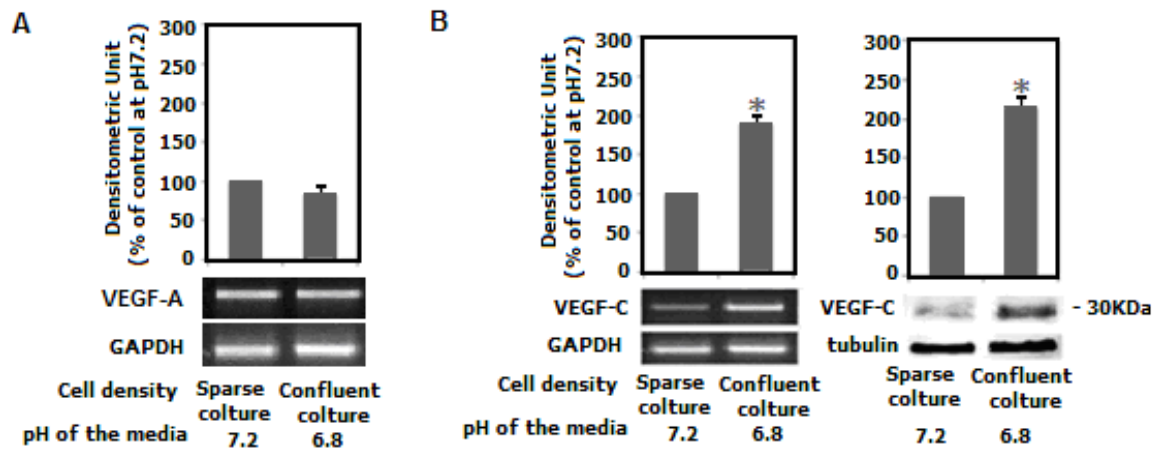 A
Densitometric Unit
(% of control at pH7.2)
300
250
200
150
100
50
0
VEGF-A
GAPDH
Cell density
Sparse
colture
Confluent
colture
pH of the media
7.2
6.8
B
Densitometric Unit
(% of control at pH7.2)
300
250
200
150
100
50
0
*
VEGF-C
GAPDH
Cell density
Sparse
colture
Confluent
colture
pH of the media
7.2
6.8
300
250
200
150
100
50
0
*
VEGF-C
- 30KDa
tubulin
Sparse
colture
Confluent
colture
7.2
6.8